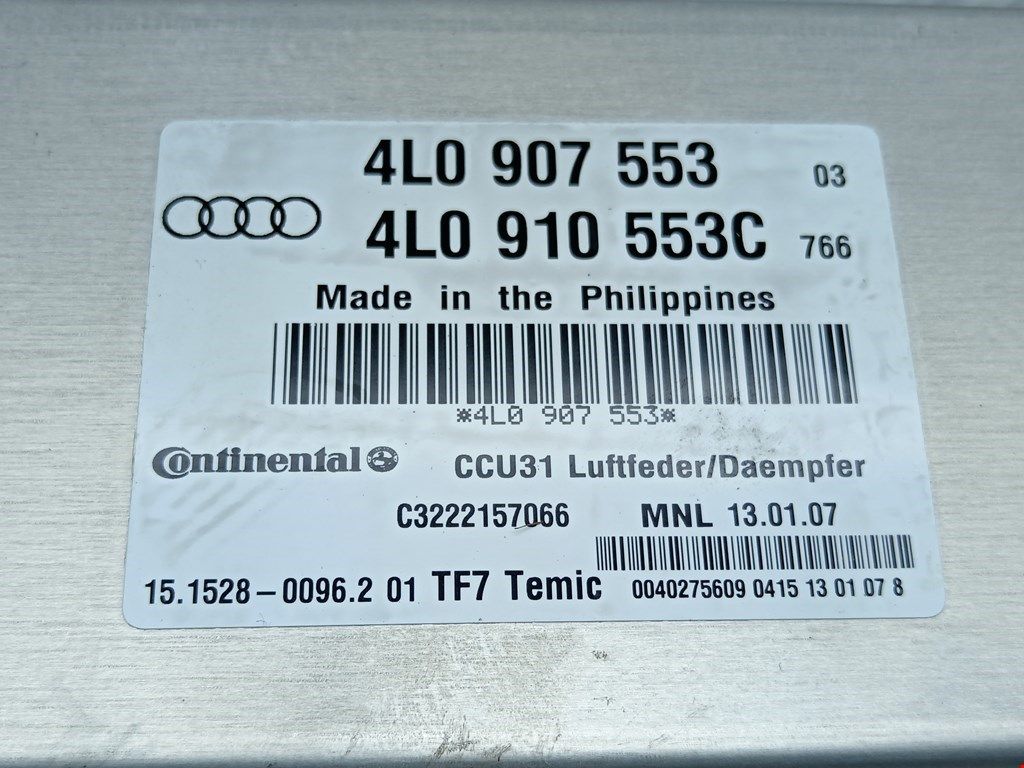 4L0 907 553 03
4L0 910 553C 766
Made in the Philippines
*4L0 907 553*
Continental CCU31 Luftfeder/Daempfer
C3222157066 MNL 13.01.07
15.1528-0096.2 01 TF7 Temic 0040275609 0415 13 01 07 8